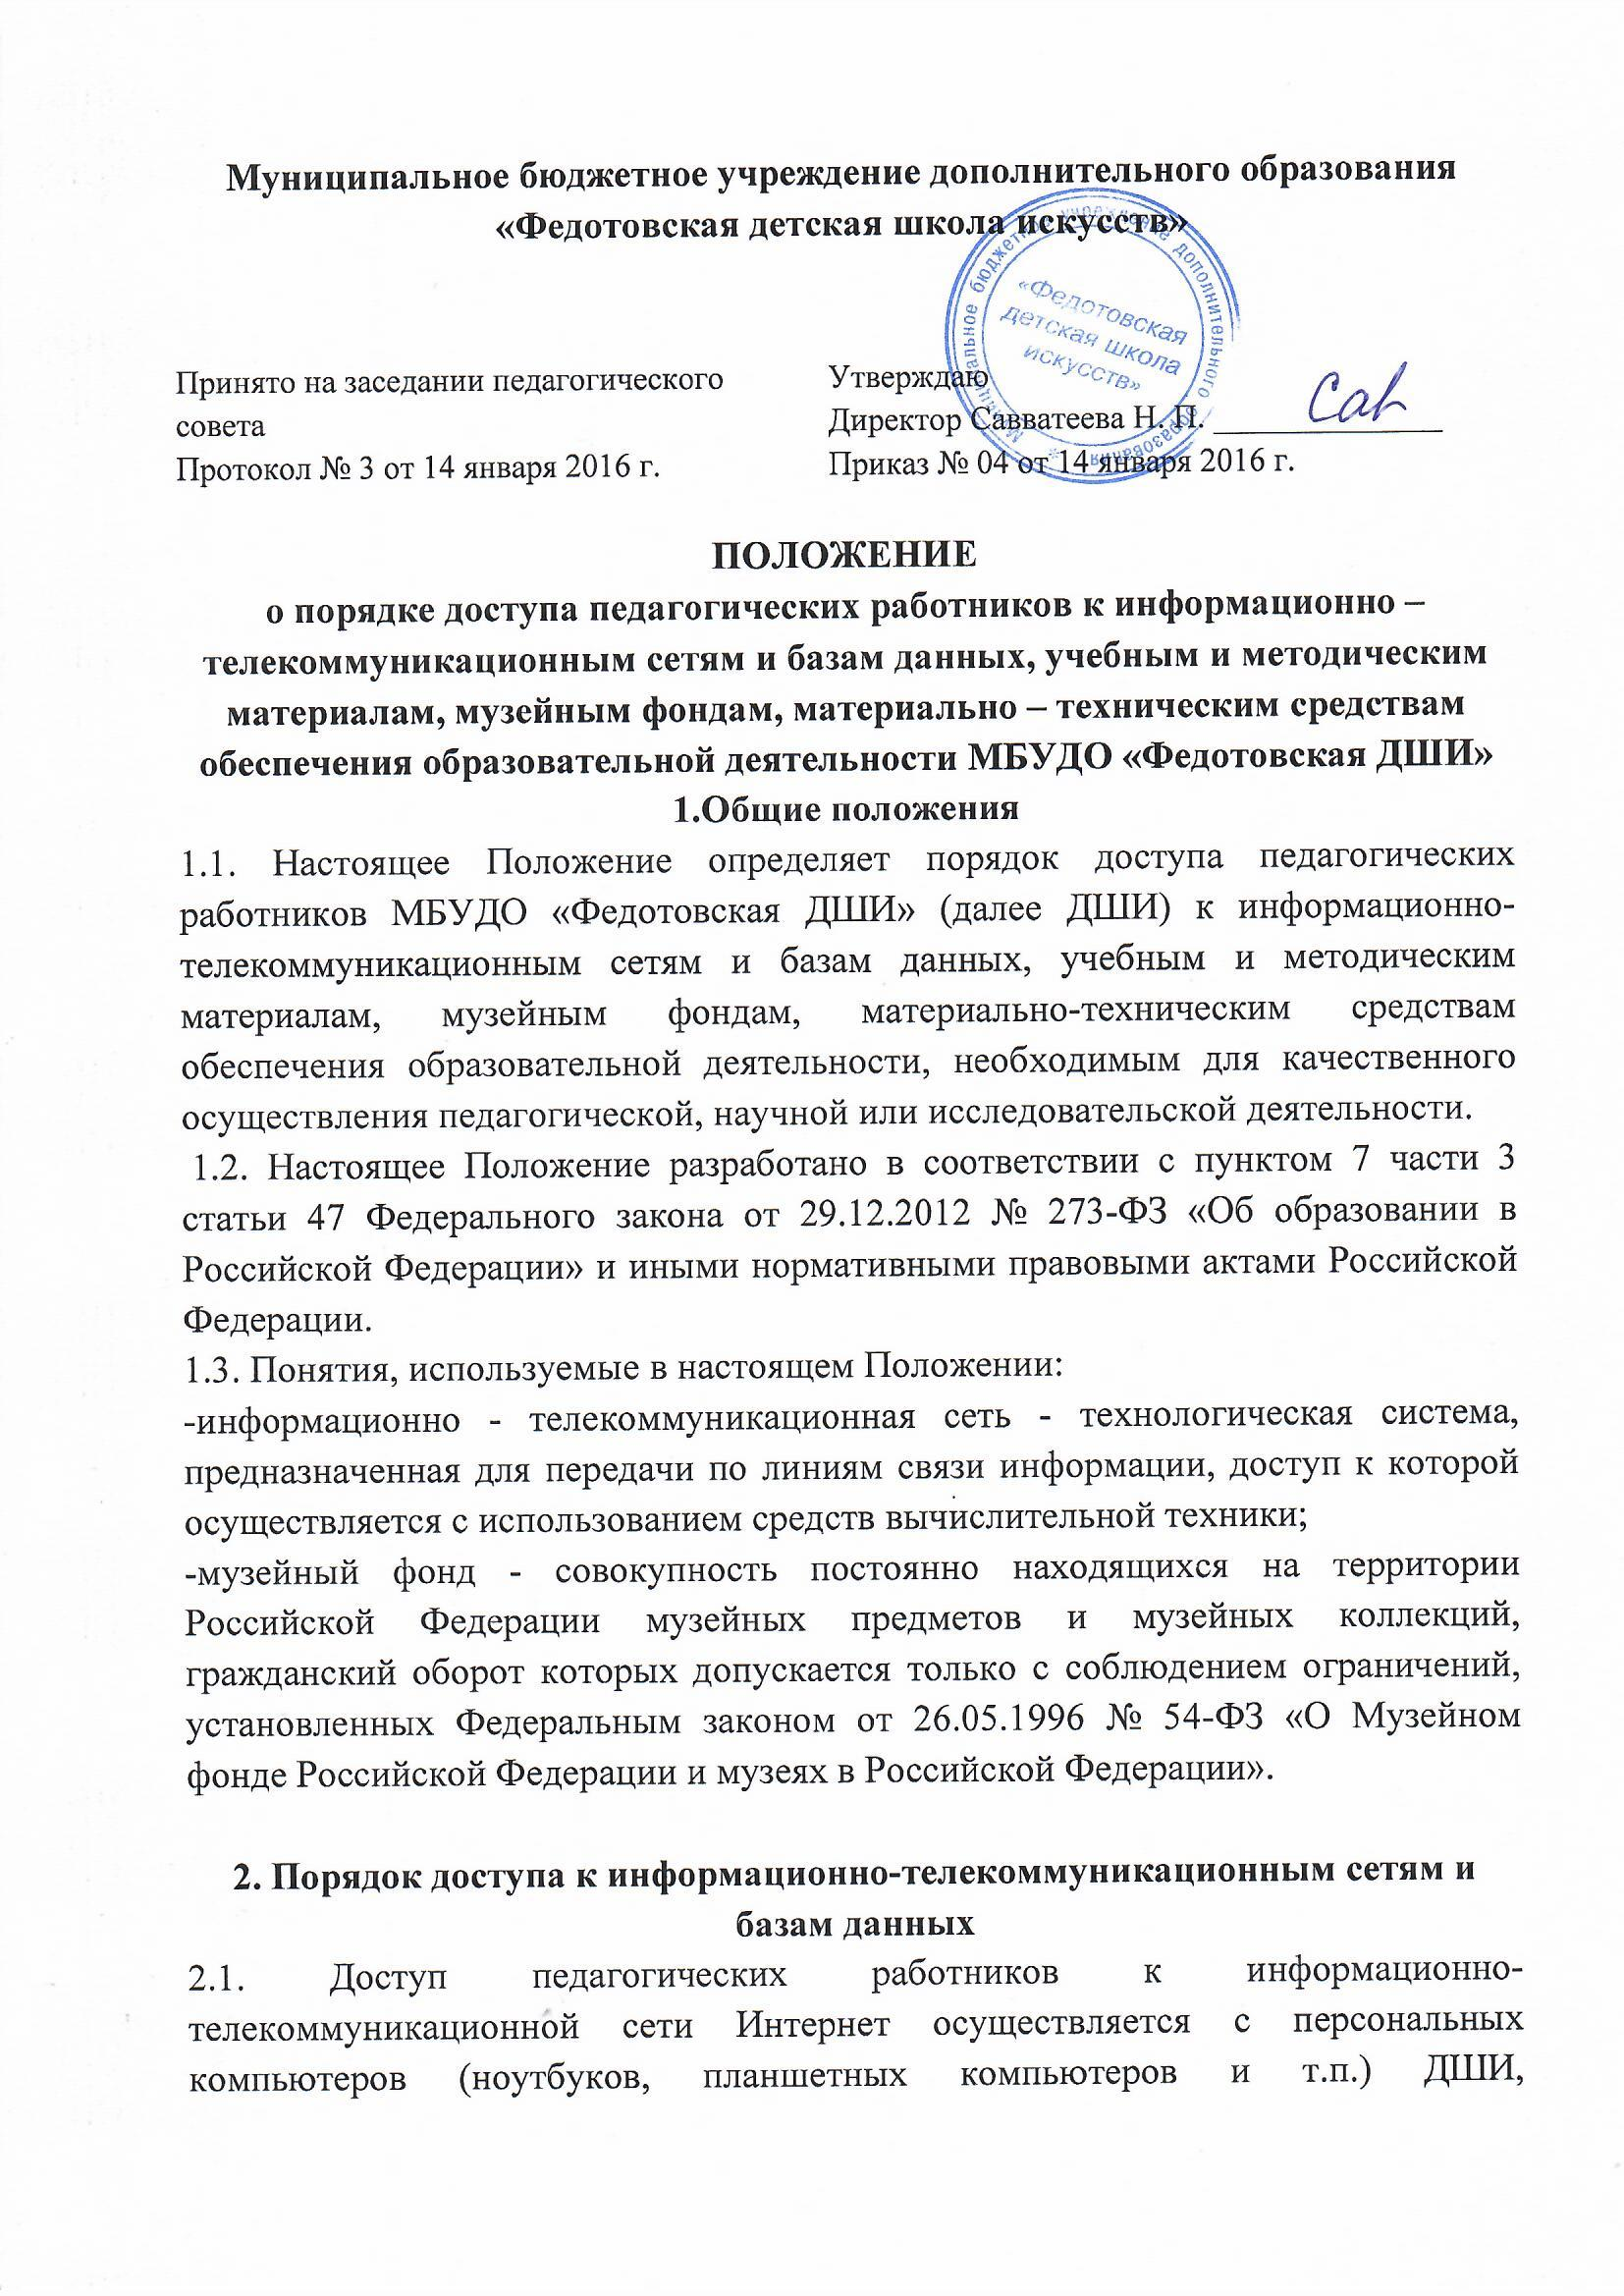 Муниципальное бюджетное учреждение дополнительного образования
«Федотовская детская школа искусств»
Муниципальное бюджетное учреждение дополнительного образования
«Федотовская
детская школа
искусств»
Принято на заседании педагогического
совета
Протокол № 3 от 14 января 2016 г.
Утверждаю
Директор Савватеева Н. П. ______________
Сав
Приказ № 04 от 14 января 2016 г.
ПОЛОЖЕНИЕ
о порядке доступа педагогических работников к информационно –
телекоммуникационным сетям и базам данных, учебным и методическим
материалам, музейным фондам, материально – техническим средствам
обеспечения образовательной деятельности МБУДО «Федотовская ДШИ»
1.Общие положения
1.1. Настоящее Положение определяет порядок доступа педагогических
работников МБУДО «Федотовская ДШИ» (далее ДШИ) к информационно-
телекоммуникационным сетям и базам данных, учебным и методическим
материалам, музейным фондам, материально-техническим средствам
обеспечения образовательной деятельности, необходимым для качественного
осуществления педагогической, научной или исследовательской деятельности.
1.2. Настоящее Положение разработано в соответствии с пунктом 7 части 3
статьи 47 Федерального закона от 29.12.2012 № 273-ФЗ «Об образовании в
Российской Федерации» и иными нормативными правовыми актами Российской
Федерации.
1.3. Понятия, используемые в настоящем Положении:
-информационно - телекоммуникационная сеть - технологическая система,
предназначенная для передачи по линиям связи информации, доступ к которой
осуществляется с использованием средств вычислительной техники;
-музейный фонд - совокупность постоянно находящихся на территории
Российской Федерации музейных предметов и музейных коллекций,
гражданский оборот которых допускается только с соблюдением ограничений,
установленных Федеральным законом от 26.05.1996 № 54-ФЗ «О Музейном
фонде Российской Федерации и музеях в Российской Федерации».
2. Порядок доступа к информационно-телекоммуникационным сетям и
базам данных
2.1. Доступ педагогических работников к информационно-
телекоммуникационной сети Интернет осуществляется с персональных
компьютеров (ноутбуков, планшетных компьютеров и т.п.) ДШИ,